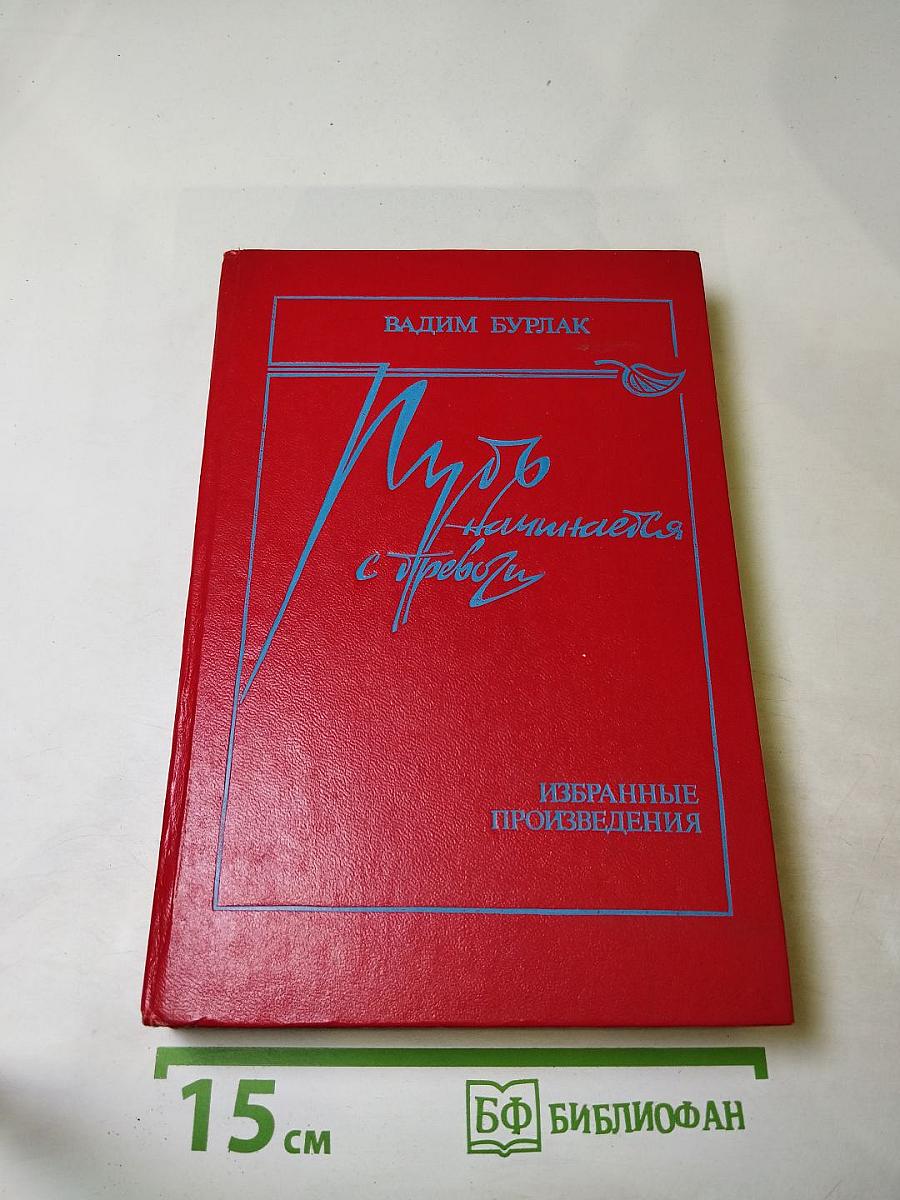 ВАДИМ БУРЛАК
Путь
начинается
с тревоги
ИЗБРАННЫЕ
ПРОИЗВЕДЕНИЯ
15 см
БФ БИБЛИОФАН